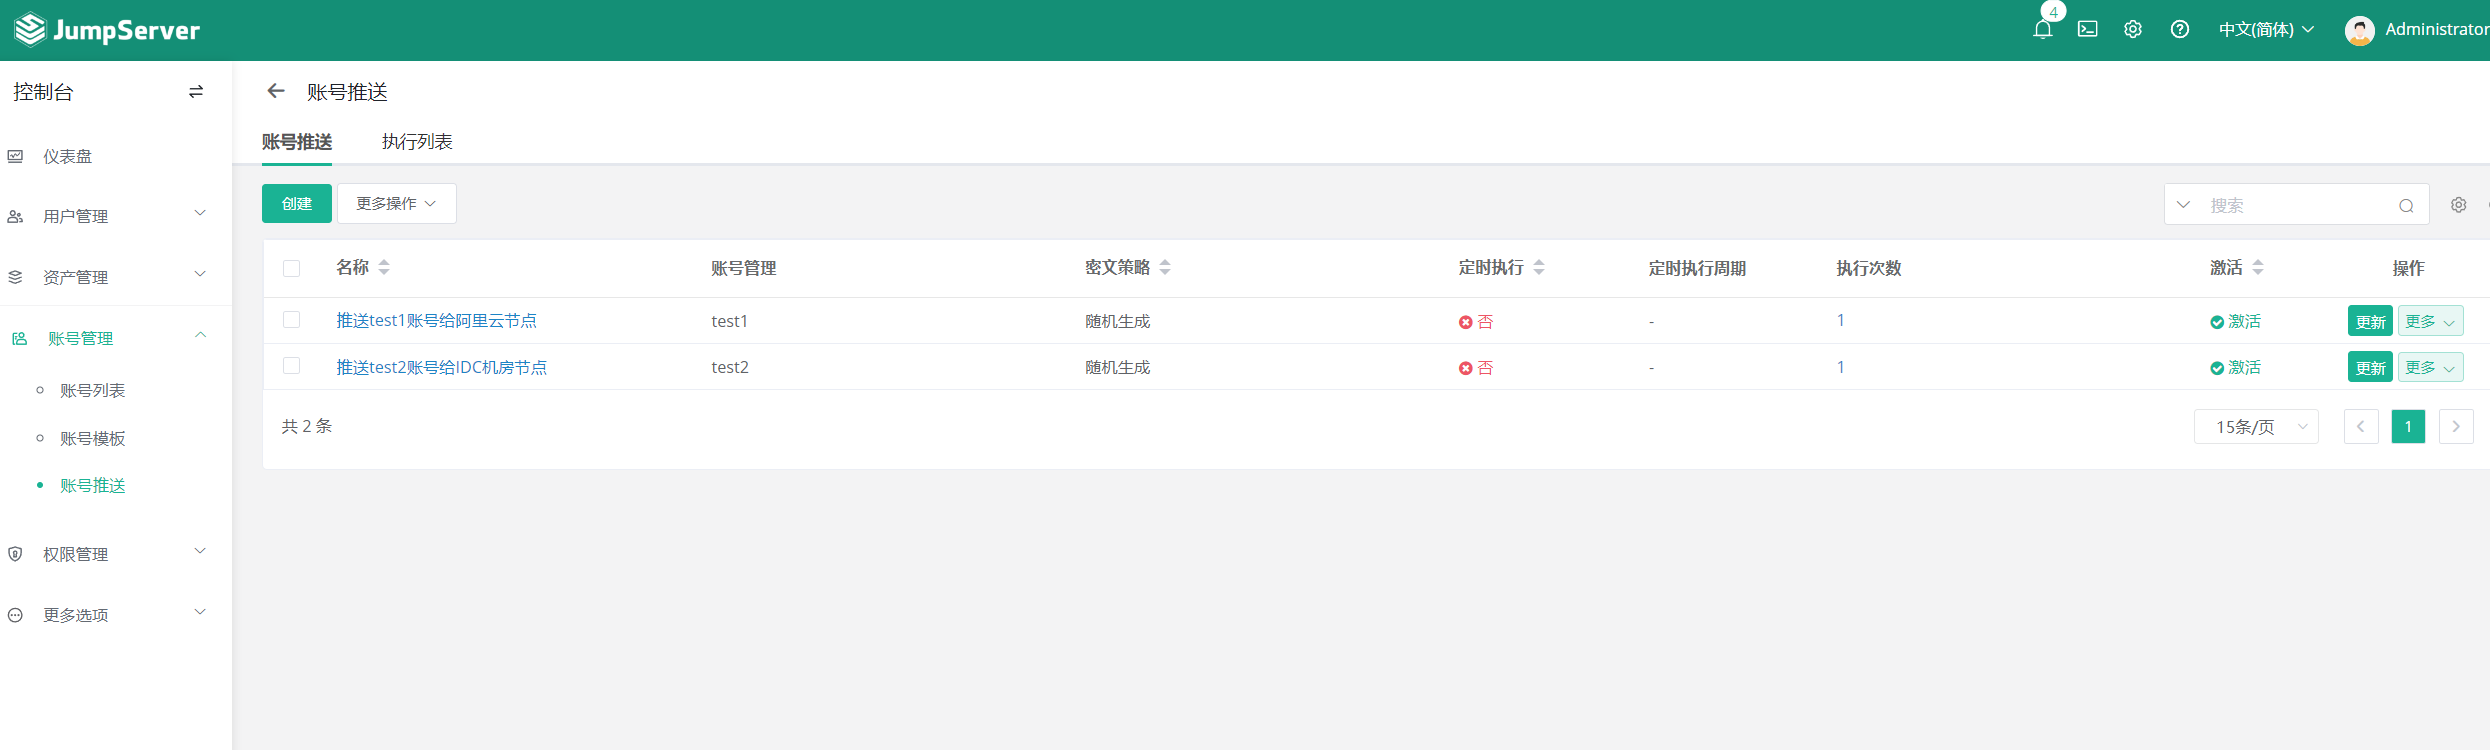 JumpServer
4
中文(简体)
Administrator
控制台
仪表盘
用户管理
资产管理
账号管理
账号列表
账号模板
账号推送
权限管理
更多选项
账号推送
账号推送 执行列表
创建 更多操作 搜索
名称 账号管理 密文策略 定时执行 定时执行周期 执行次数 激活 操作
推送test1账号给阿里云节点 test1 随机生成 否 - 1 激活 更新 更多
推送test2账号给IDC机房节点 test2 随机生成 否 - 1 激活 更新 更多
共 2 条 15条/页 1